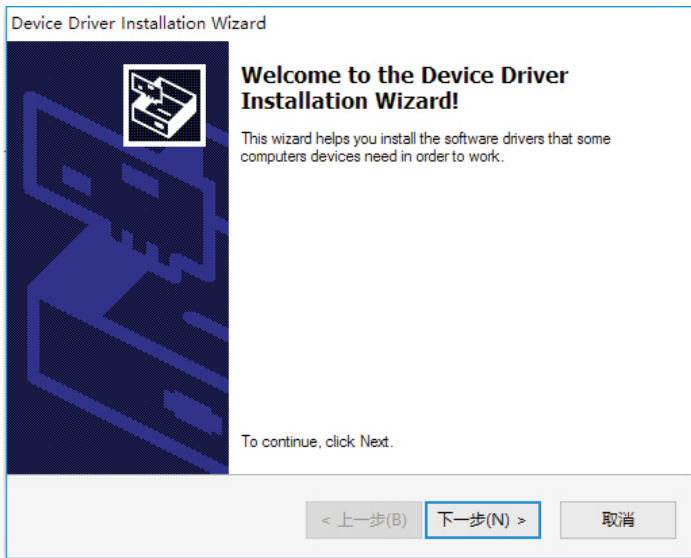 Device Driver Installation Wizard
Welcome to the Device Driver
Installation Wizard!
This wizard helps you install the software drivers that some
computers devices need in order to work.
To continue, click Next.
< 上一步(B)
下一步(N) >
取消